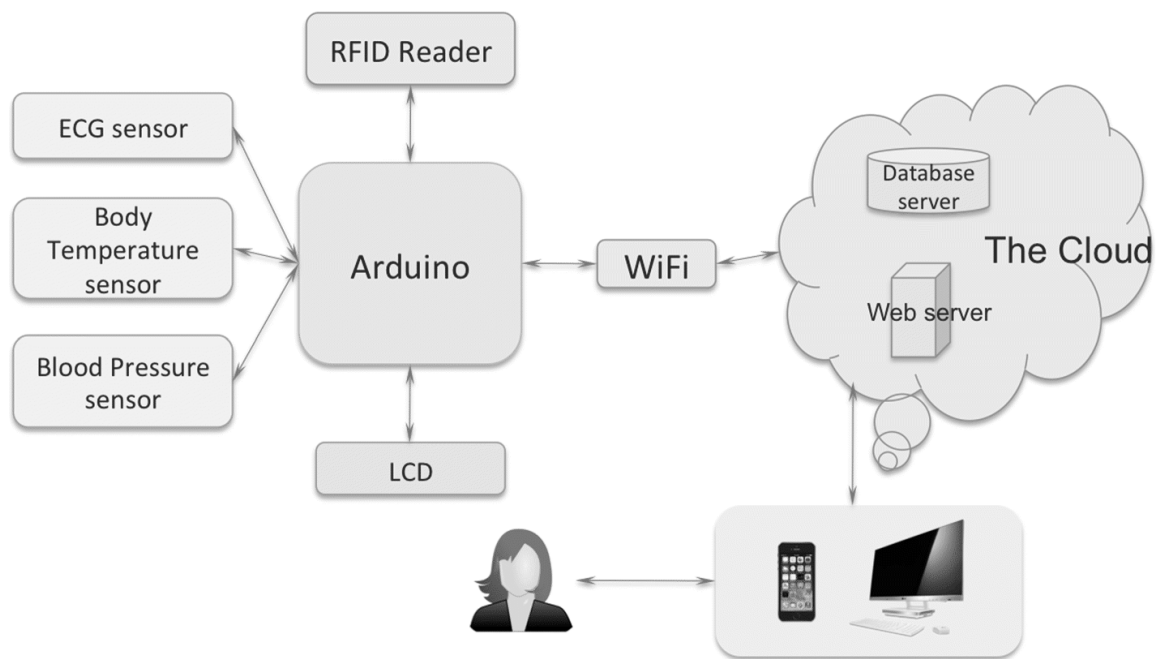 RFID Reader
ECG sensor
Body
Temperature
sensor
Blood Pressure
sensor
Arduino
LCD
WiFi
Database
server
The Cloud
Web server